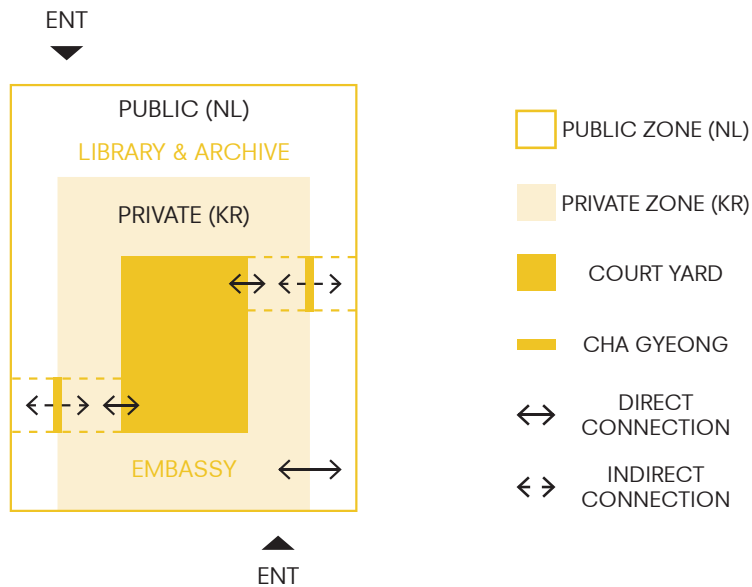 ENT
PUBLIC (NL)
LIBRARY & ARCHIVE
PRIVATE (KR)
EMBASSY
ENT
PUBLIC ZONE (NL)
PRIVATE ZONE (KR)
COURT YARD
CHA GYEONG
DIRECT
CONNECTION
INDIRECT
CONNECTION